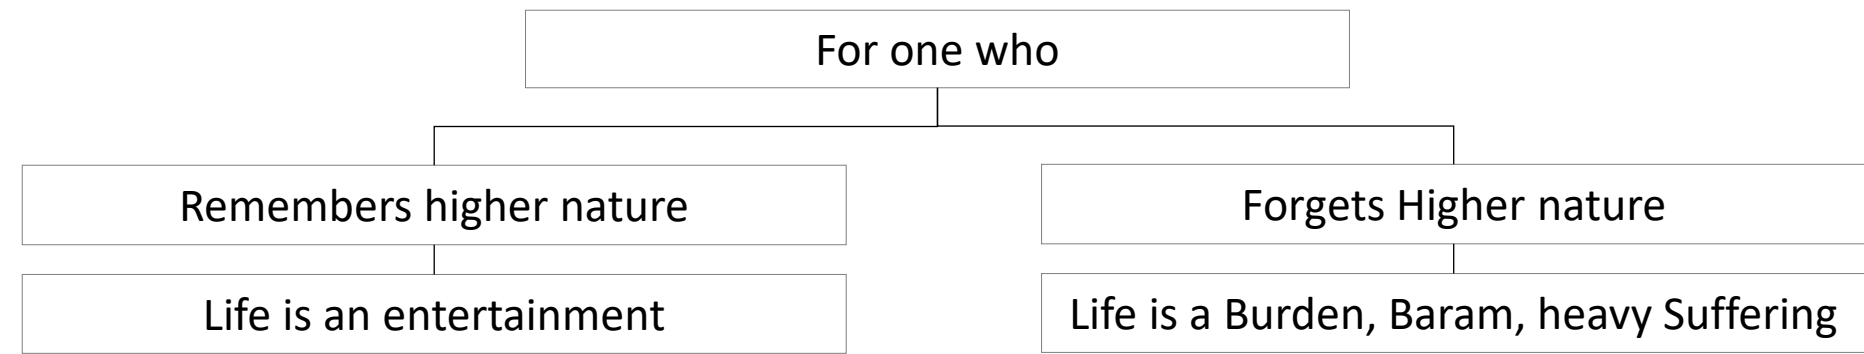 For one who
Remembers higher nature
Forgets Higher nature
Life is an entertainment
Life is a Burden, Baram, heavy Suffering